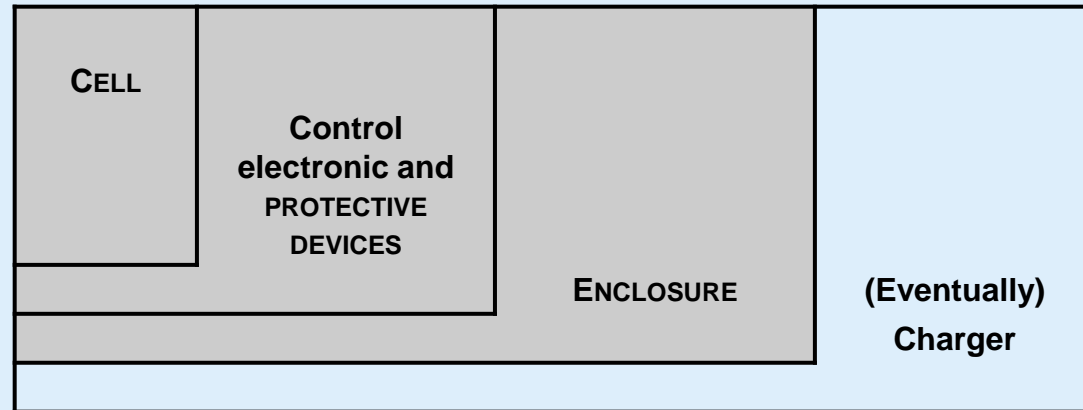 CELL
Control
electronic and
PROTECTIVE
DEVICES
ENCLOSURE
(Eventually)
Charger